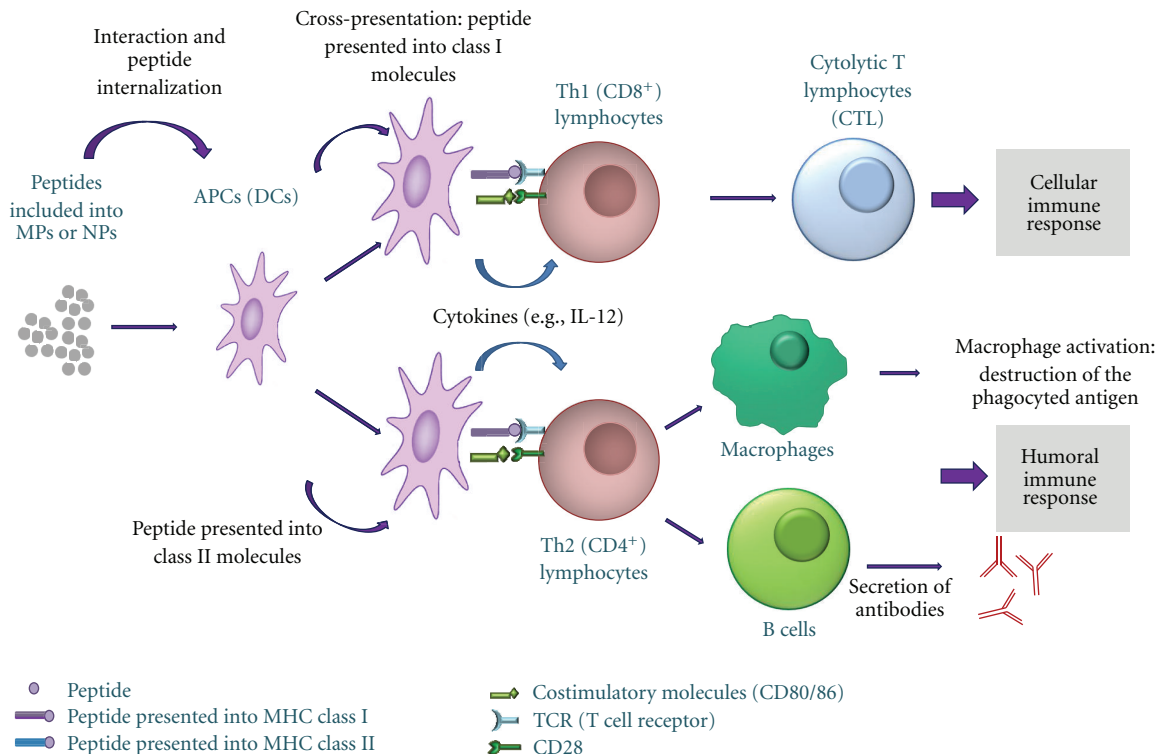 Interaction and
peptide
internalization
Cross-presentation: peptide
presented into class I
molecules
Th1 (CD8⁺)
lymphocytes
Cytolytic T
lymphocytes
(CTL)
Peptides
included into
MPs or NPs
APCs (DCs)
Cellular
immune
response
Cytokines (e.g., IL-12)
Macrophages
Macrophage activation:
destruction of the
phagocyted antigen
Humoral
immune
response
Peptide presented into
class II molecules
Th2 (CD4⁺)
lymphocytes
B cells
Secretion of
antibodies
Peptide
Peptide presented into MHC class I
Peptide presented into MHC class II
Costimulatory molecules (CD80/86)
TCR (T cell receptor)
CD28